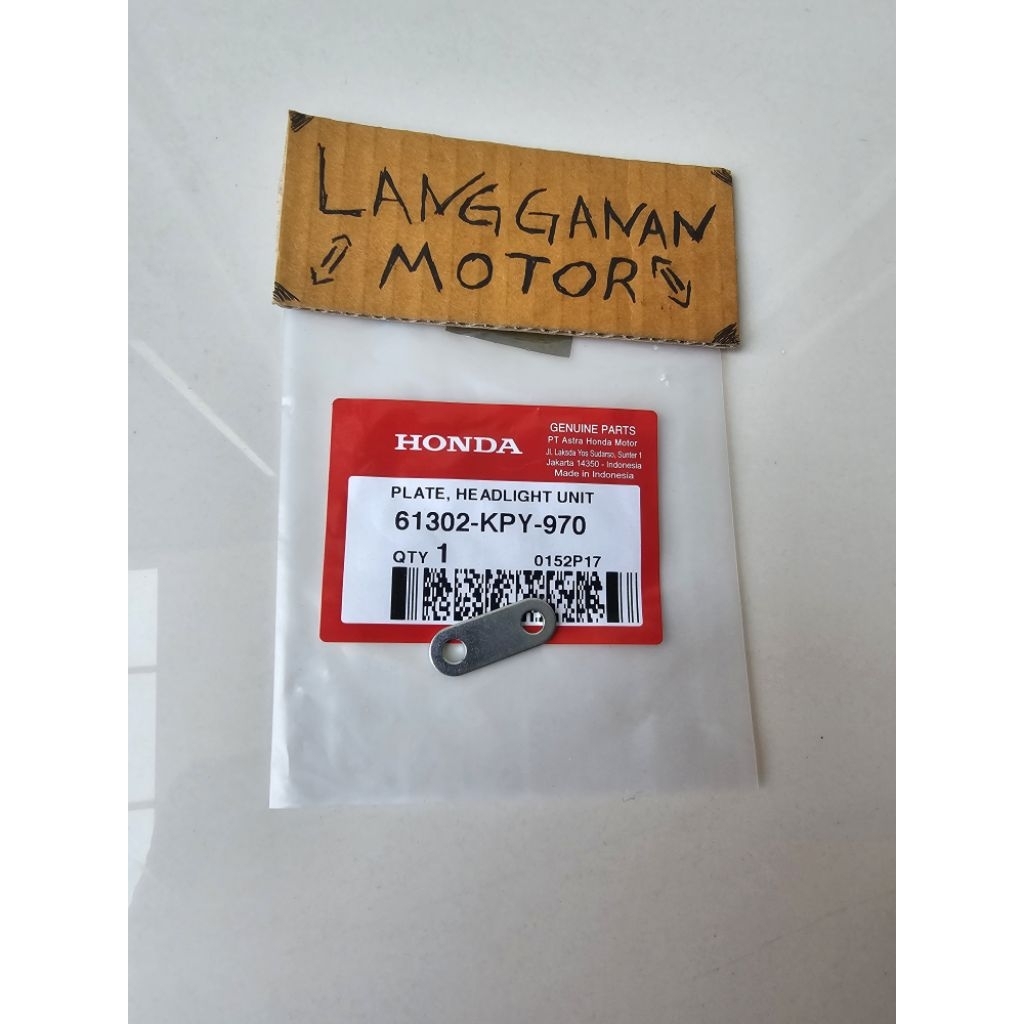 LANGGANAN
MOTOR
HONDA
GENUINE PARTS
PT Astra Honda Motor
Jl. Laksda Yos Sudarso, Sunter 1
Jakarta 14350 - Indonesia
Made in Indonesia
PLATE, HEADLIGHT UNIT
61302-KPY-970
QTY 1
0152P17